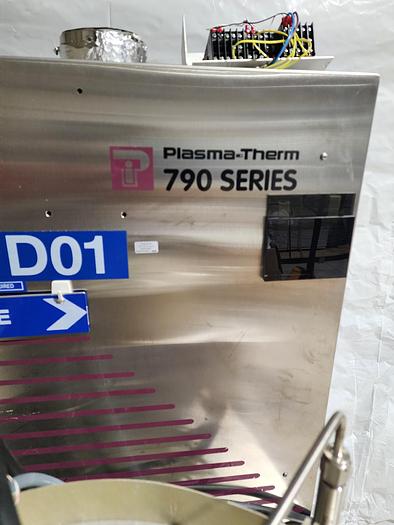 Plasma-Therm
790 SERIES
D01
E